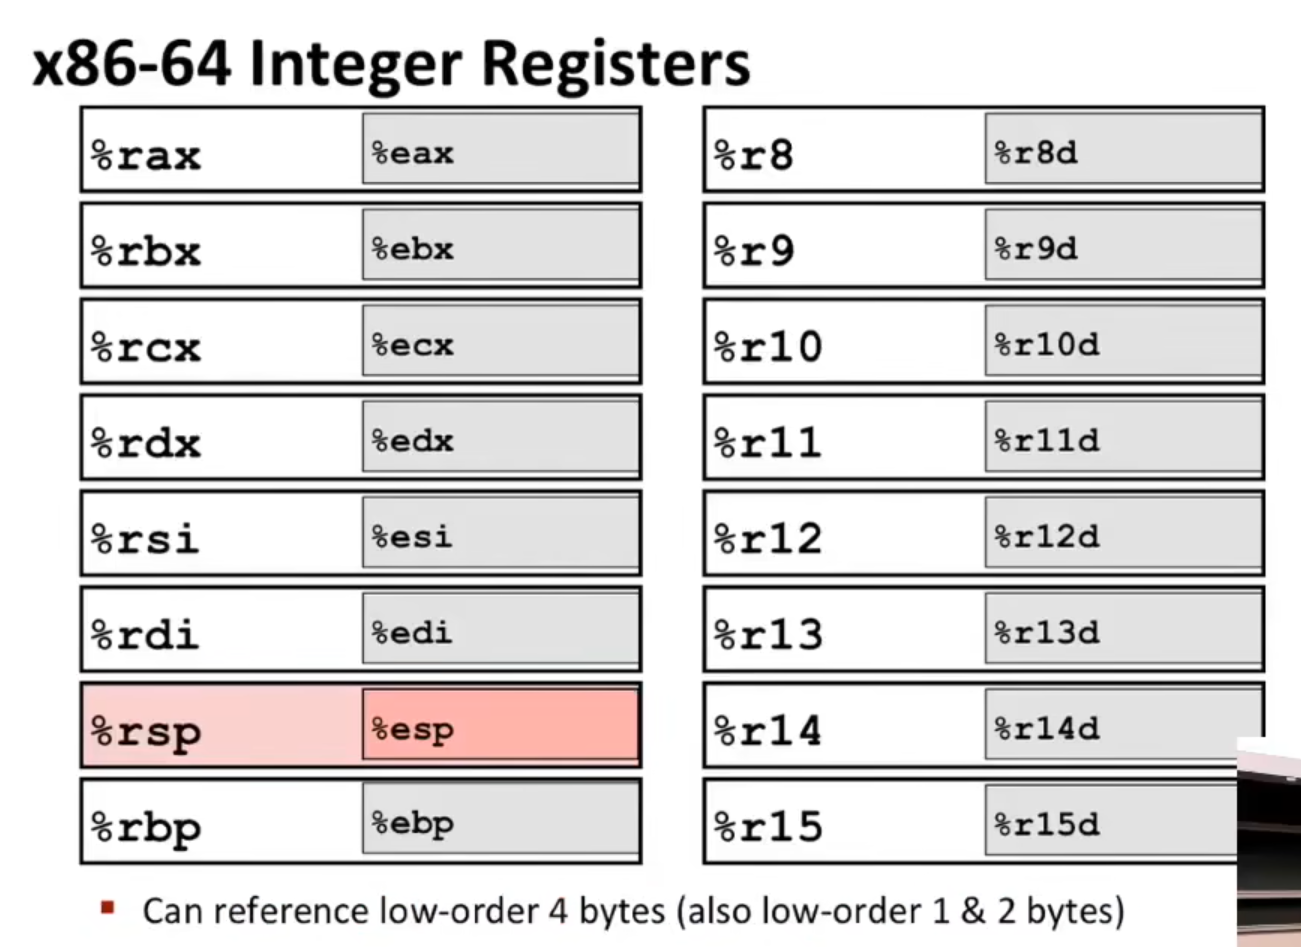 x86-64 Integer Registers
%rax %eax %r8 %r8d
%rbx %ebx %r9 %r9d
%rcx %ecx %r10 %r10d
%rdx %edx %r11 %r11d
%rsi %esi %r12 %r12d
%rdi %edi %r13 %r13d
%rsp %esp %r14 %r14d
%rbp %ebp %r15 %r15d
▪ Can reference low-order 4 bytes (also low-order 1 & 2 bytes)